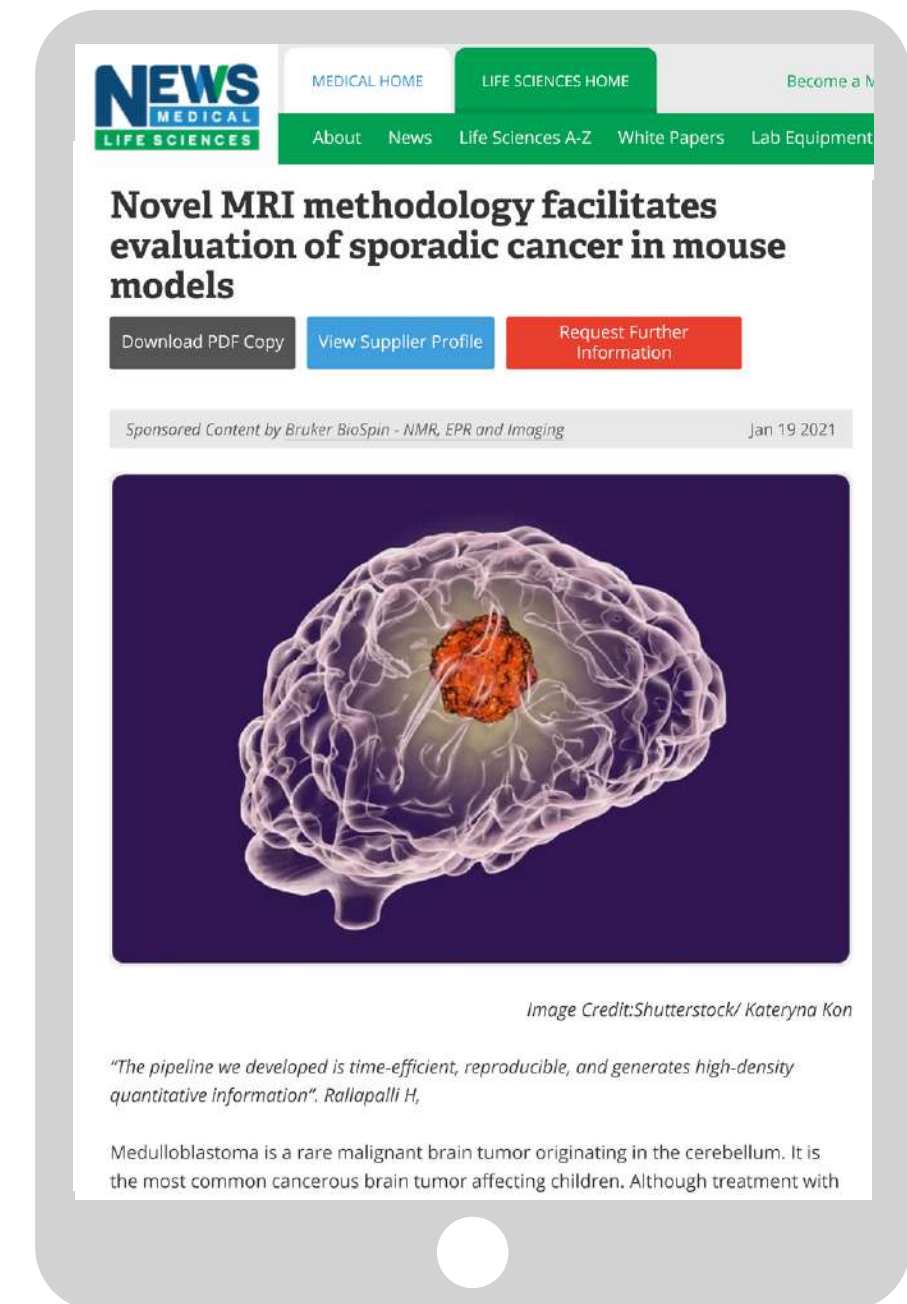 NEWS
MEDICAL
LIFE SCIENCES
MEDICAL HOME
LIFE SCIENCES HOME
Become a M
About News Life Sciences A-Z White Papers Lab Equipment
Novel MRI methodology facilitates
evaluation of sporadic cancer in mouse
models
Download PDF Copy
View Supplier Profile
Request Further
Information
Sponsored Content by Bruker BioSpin - NMR, EPR and Imaging
Jan 19 2021
Image Credit:Shutterstock/ Kateryna Kon
"The pipeline we developed is time-efficient, reproducible, and generates high-density
quantitative information". Rallapalli H,
Medulloblastoma is a rare malignant brain tumor originating in the cerebellum. It is
the most common cancerous brain tumor affecting children. Although treatment with